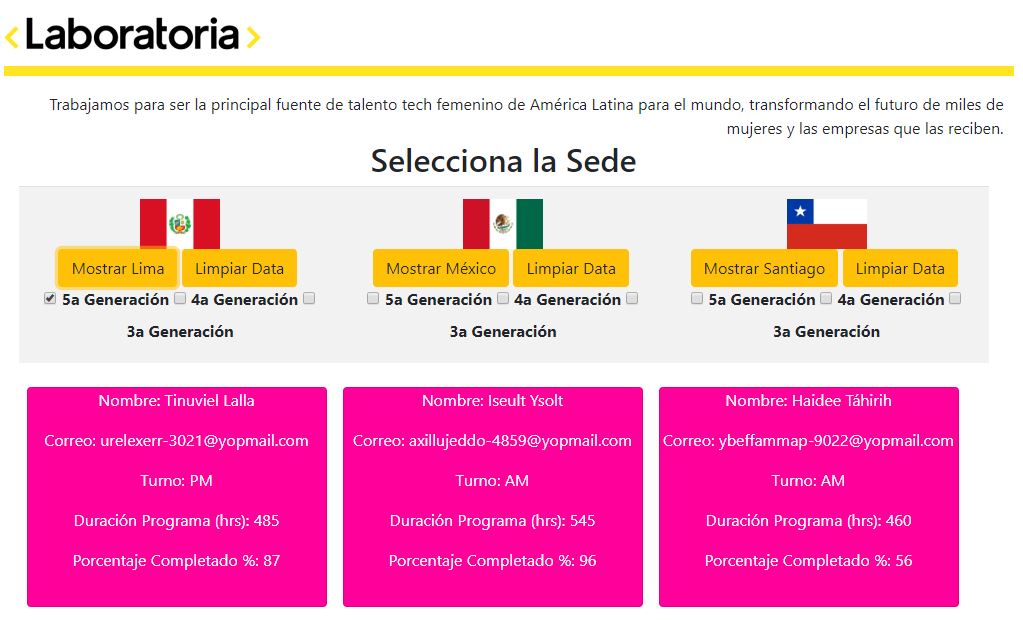 <Laboratoria>
Trabajamos para ser la principal fuente de talento tech femenino de América Latina para el mundo, transformando el futuro de miles de
mujeres y las empresas que las reciben.
Selecciona la Sede
Mostrar Lima Limpiar Data
5a Generación 4a Generación
3a Generación
Mostrar México Limpiar Data
5a Generación 4a Generación
3a Generación
Mostrar Santiago Limpiar Data
5a Generación 4a Generación
3a Generación
Nombre: Tinuviel Lalla
Correo: urelexerr-3021@yopmail.com
Turno: PM
Duración Programa (hrs): 485
Porcentaje Completado %: 87
Nombre: Iseult Ysolt
Correo: axillujeddo-4859@yopmail.com
Turno: AM
Duración Programa (hrs): 545
Porcentaje Completado %: 96
Nombre: Haidee Táhirih
Correo: ybeffammap-9022@yopmail.com
Turno: AM
Duración Programa (hrs): 460
Porcentaje Completado %: 56